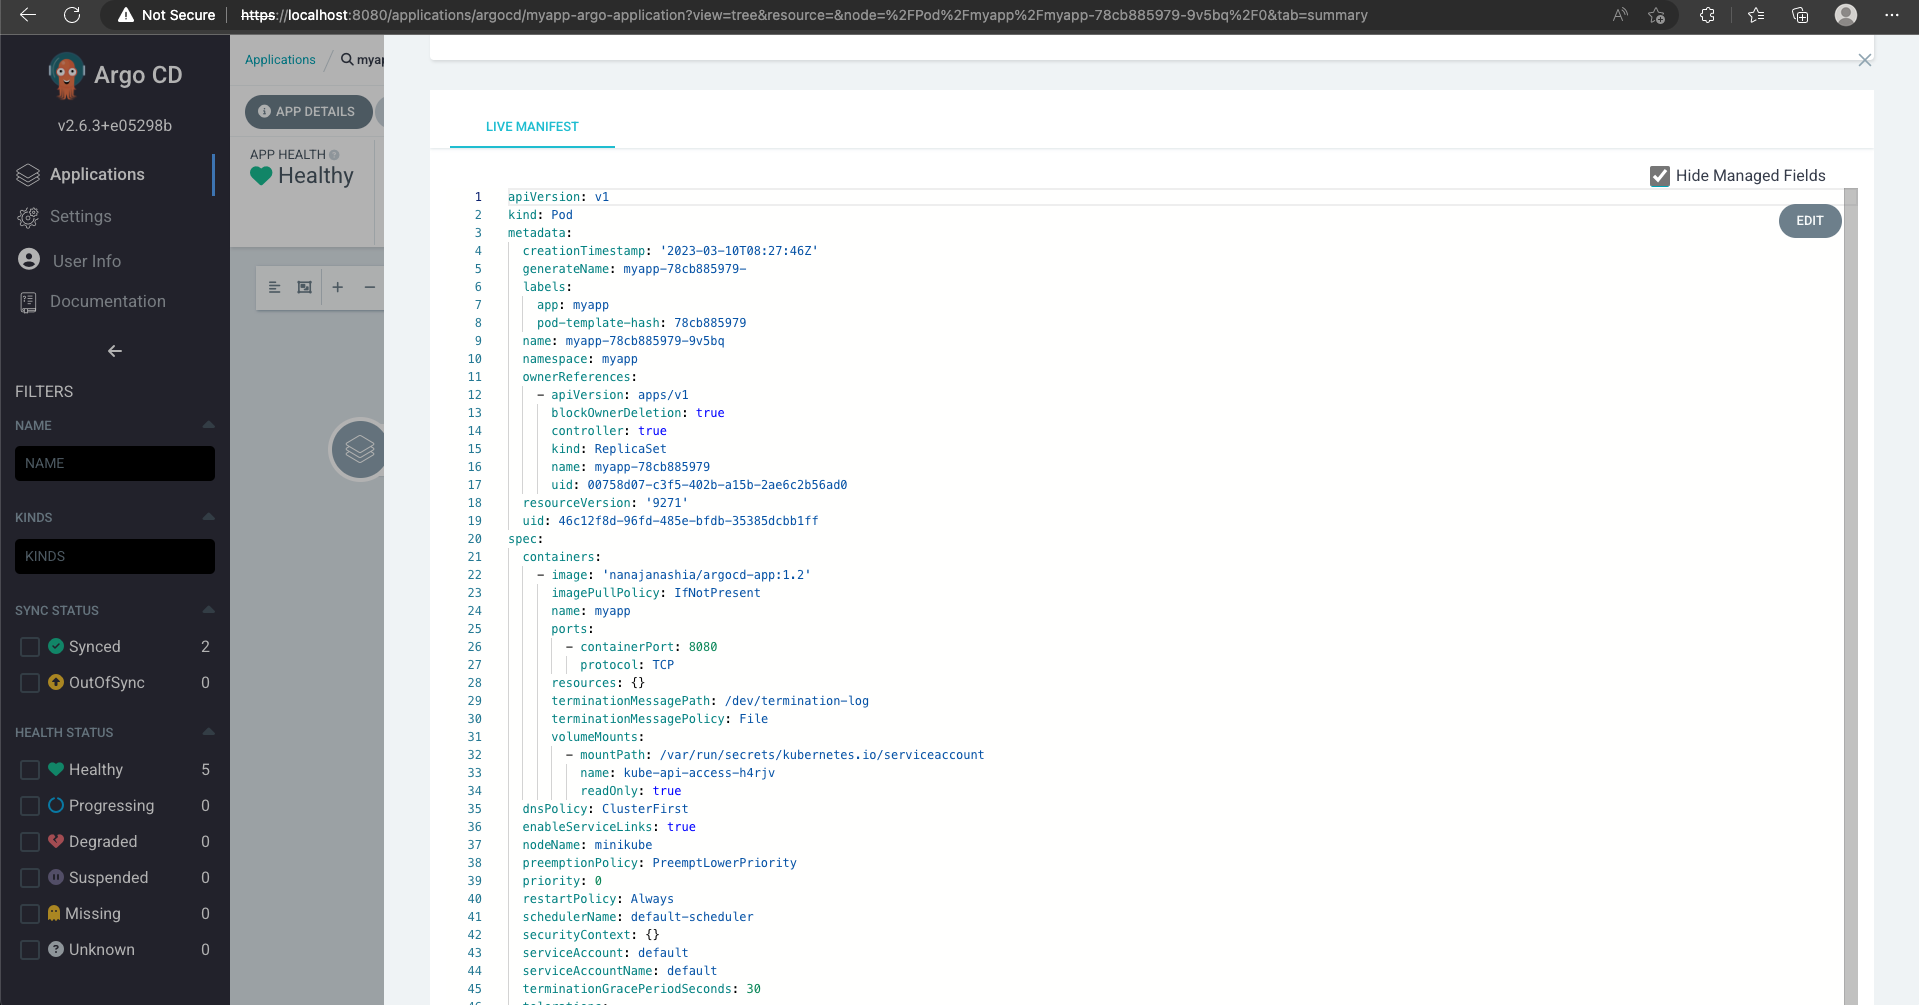 Not Secure
https://localhost:8080/applications/argocd/myapp-argo-application?view=tree&resource=&node=%2FPod%2Fmyapp%2Fmyapp-78cb885979-9v5bq%2F0&tab=summary
Argo CD
v2.6.3+e05298b
Applications
Settings
User Info
Documentation
FILTERS
NAME
NAME
KINDS
KINDS
SYNC STATUS
Synced 2
OutOfSync 0
HEALTH STATUS
Healthy 5
Progressing 0
Degraded 0
Suspended 0
Missing 0
Unknown 0
Applications / myap
APP DETAILS
APP HEALTH
Healthy
LIVE MANIFEST
Hide Managed Fields
EDIT
1 apiVersion: v1
2 kind: Pod
3 metadata:
4 creationTimestamp: '2023-03-10T08:27:46Z'
5 generateName: myapp-78cb885979-
6 labels:
7 app: myapp
8 pod-template-hash: 78cb885979
9 name: myapp-78cb885979-9v5bq
10 namespace: myapp
11 ownerReferences:
12 - apiVersion: apps/v1
13 blockOwnerDeletion: true
14 controller: true
15 kind: ReplicaSet
16 name: myapp-78cb885979
17 uid: 00758d07-c3f5-402b-a15b-2ae6c2b56ad0
18 resourceVersion: '9271'
19 uid: 46c12f8d-96fd-485e-bfdb-35385dcbb1ff
20 spec:
21 containers:
22 - image: 'nanajanashia/argocd-app:1.2'
23 imagePullPolicy: IfNotPresent
24 name: myapp
25 ports:
26 - containerPort: 8080
27 protocol: TCP
28 resources: {}
29 terminationMessagePath: /dev/termination-log
30 terminationMessagePolicy: File
31 volumeMounts:
32 - mountPath: /var/run/secrets/kubernetes.io/serviceaccount
33 name: kube-api-access-h4rjv
34 readOnly: true
35 dnsPolicy: ClusterFirst
36 enableServiceLinks: true
37 nodeName: minikube
38 preemptionPolicy: PreemptLowerPriority
39 priority: 0
40 restartPolicy: Always
41 schedulerName: default-scheduler
42 securityContext: {}
43 serviceAccount: default
44 serviceAccountName: default
45 terminationGracePeriodSeconds: 30